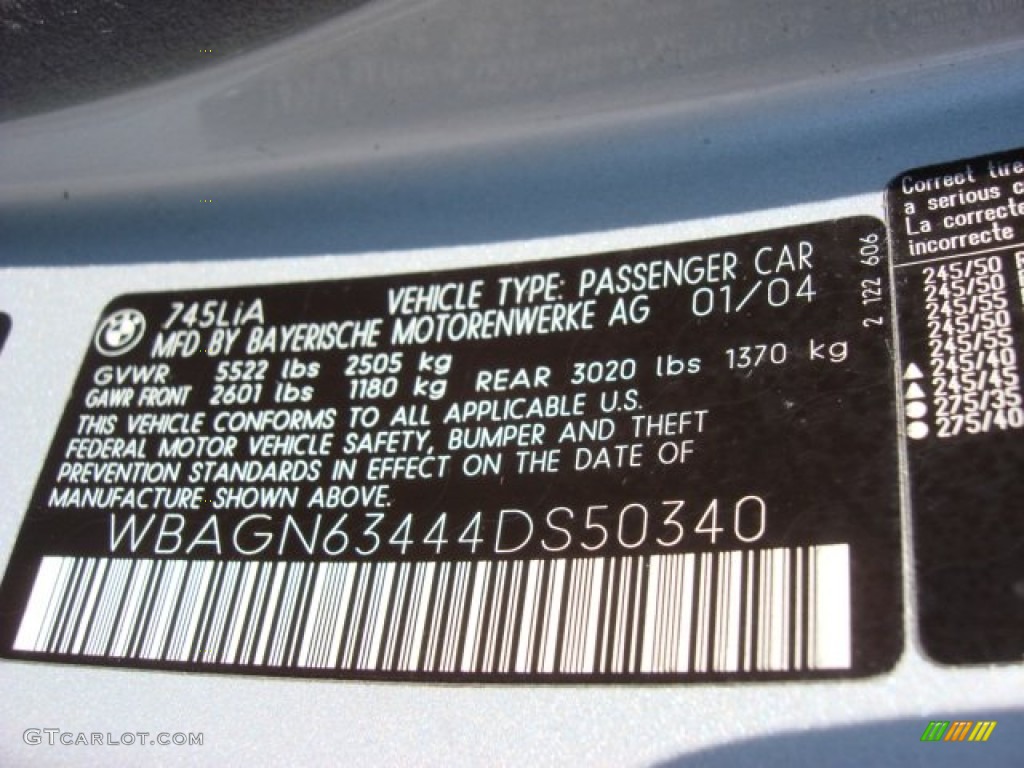 745LiA VEHICLE TYPE: PASSENGER CAR
MFD BY BAYERISCHE MOTORENWERKE AG 01/04
GVWR 5522 lbs 2505 kg
GAWR FRONT 2601 lbs 1180 kg REAR 3020 lbs 1370 kg
THIS VEHICLE CONFORMS TO ALL APPLICABLE U.S.
FEDERAL MOTOR VEHICLE SAFETY, BUMPER AND THEFT
PREVENTION STANDARDS IN EFFECT ON THE DATE OF
MANUFACTURE SHOWN ABOVE.
WBAGN63444DS50340
2 122 606
Correct tire
a serious
La correcte
incorrecte
245/50
245/50
245/55
245/50
245/55
245/40
245/45
275/35
275/40
GTCARLOT.COM